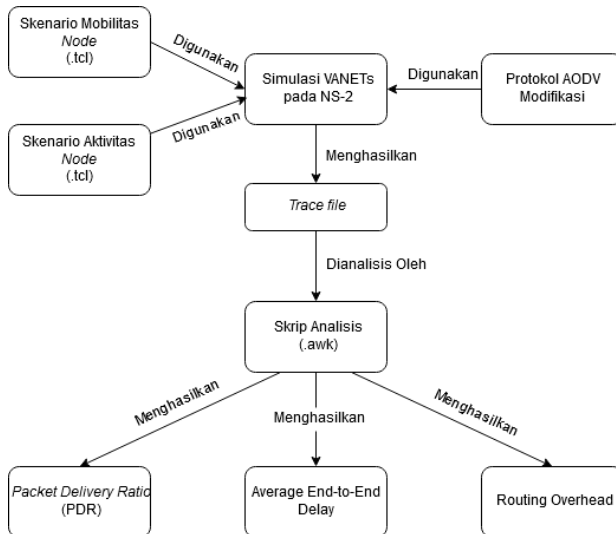 Skenario Mobilitas
Node
(.tcl)
Digunakan
Simulasi VANETs
pada NS-2
Digunakan
Protokol AODV
Modifikasi
Skenario Aktivitas
Node
(.tcl)
Digunakan
Menghasilkan
Trace file
Dianalisis Oleh
Skrip Analisis
(.awk)
Menghasilkan
Menghasilkan
Menghasilkan
Packet Delivery Ratio
(PDR)
Average End-to-End
Delay
Routing Overhead